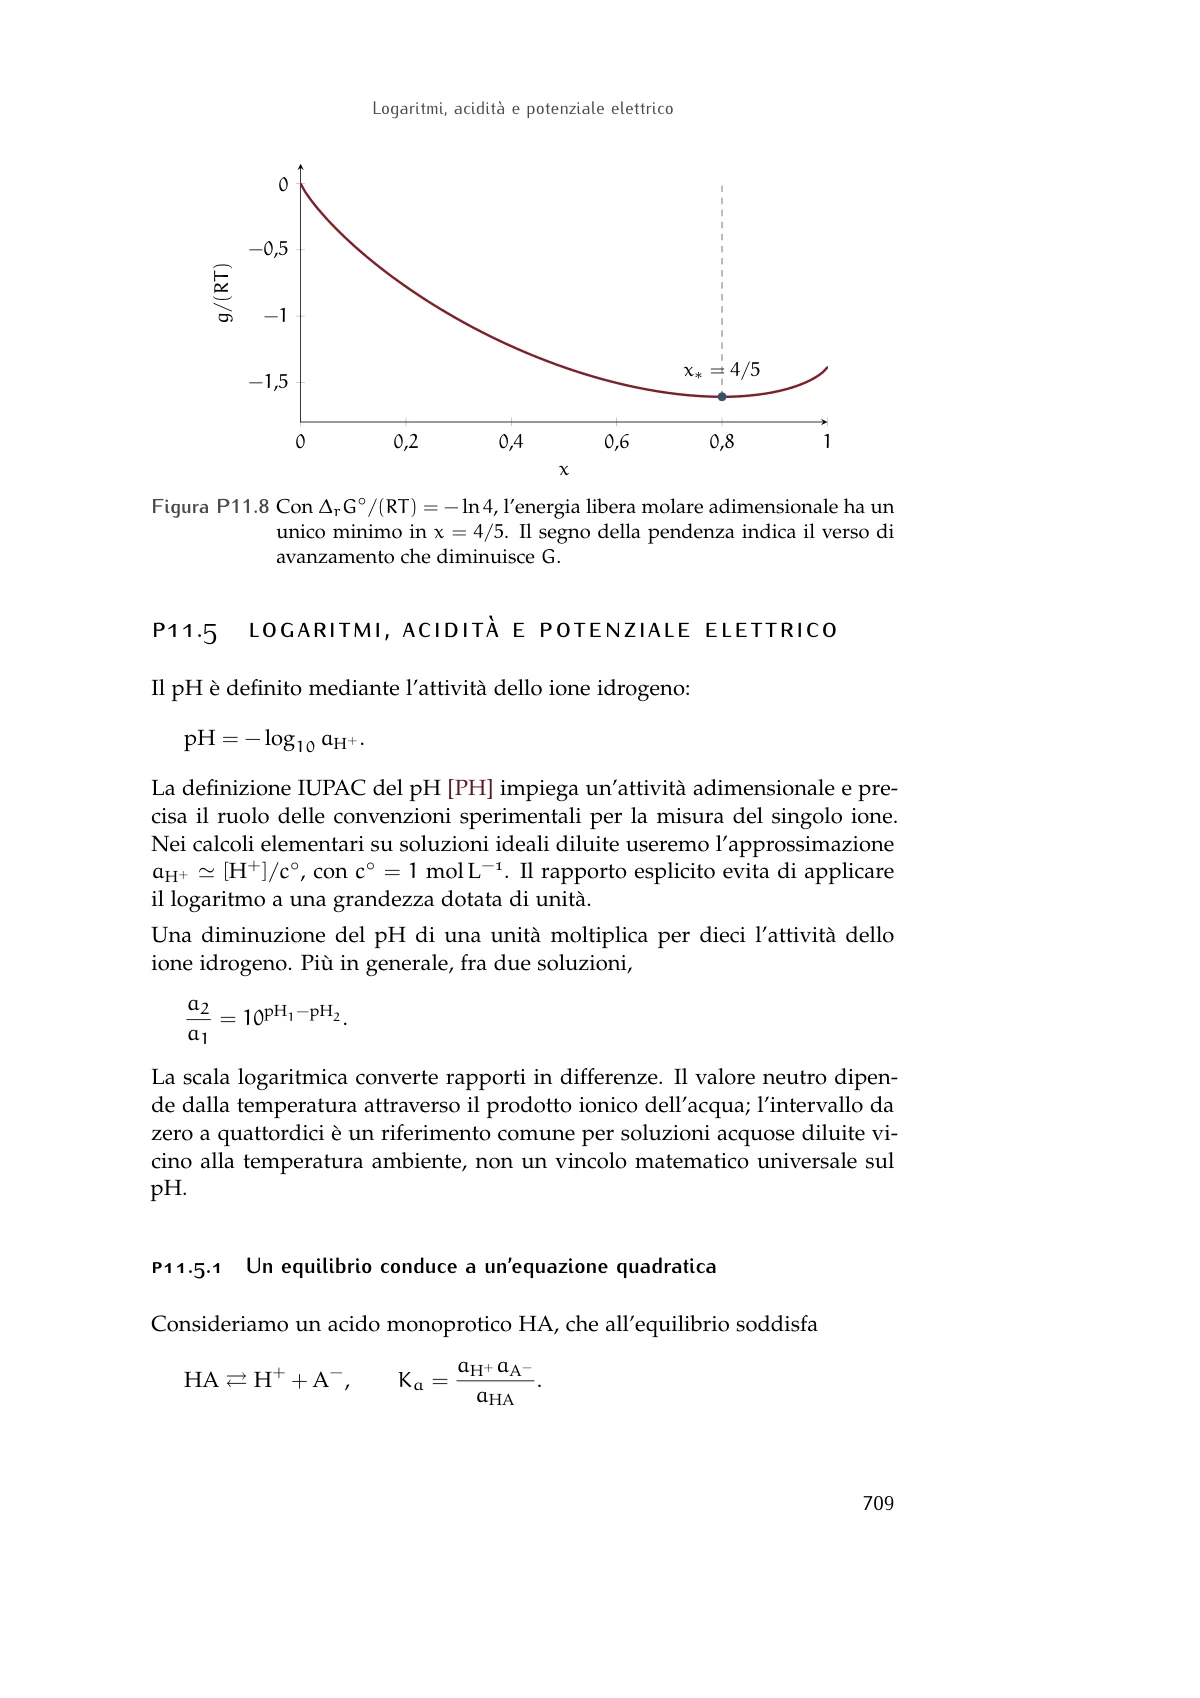 Logaritmi, acidità e potenziale elettrico
0
−0,5
−1
−1,5
g/(RT)
x∗ = 4/5
0 0,2 0,4 0,6 0,8 1
x
Figura P11.8 Con ΔrG°/(RT) = − ln 4, l'energia libera molare adimensionale ha un
unico minimo in x = 4/5. Il segno della pendenza indica il verso di
avanzamento che diminuisce G.
P11.5 LOGARITMI, ACIDITÀ E POTENZIALE ELETTRICO
Il pH è definito mediante l'attività dello ione idrogeno:
pH = − log₁₀ a_H⁺.
La definizione IUPAC del pH [PH] impiega un'attività adimensionale e pre-
cisa il ruolo delle convenzioni sperimentali per la misura del singolo ione.
Nei calcoli elementari su soluzioni ideali diluite useremo l'approssimazione
a_H⁺ ≃ [H⁺]/c°, con c° = 1 mol L⁻¹. Il rapporto esplicito evita di applicare
il logaritmo a una grandezza dotata di unità.
Una diminuzione del pH di una unità moltiplica per dieci l'attività dello
ione idrogeno. Più in generale, fra due soluzioni,
a₂/a₁ = 10^(pH₁−pH₂).
La scala logaritmica converte rapporti in differenze. Il valore neutro dipen-
de dalla temperatura attraverso il prodotto ionico dell'acqua; l'intervallo da
zero a quattordici è un riferimento comune per soluzioni acquose diluite vi-
cino alla temperatura ambiente, non un vincolo matematico universale sul
pH.
P11.5.1 Un equilibrio conduce a un'equazione quadratica
Consideriamo un acido monoprotico HA, che all'equilibrio soddisfa
HA ⇄ H⁺ + A⁻, K_a = a_H⁺ a_A⁻ / a_HA.
709